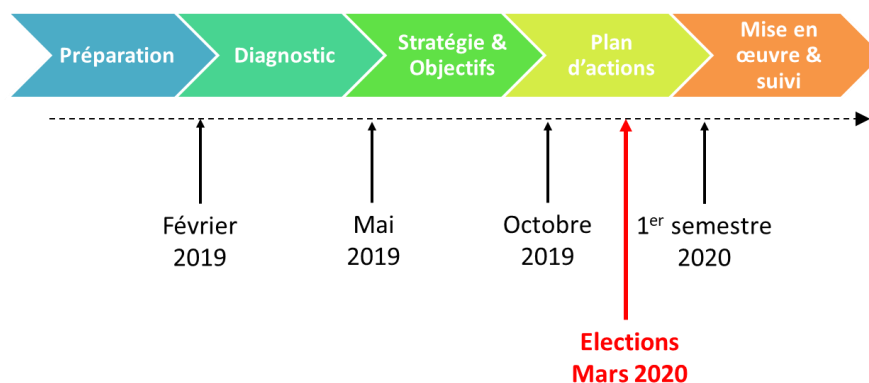 Préparation
Diagnostic
Stratégie &
Objectifs
Plan
d'actions
Mise en
œuvre &
suivi
Février
2019
Mai
2019
Octobre
2019
1er semestre
2020
Elections
Mars 2020